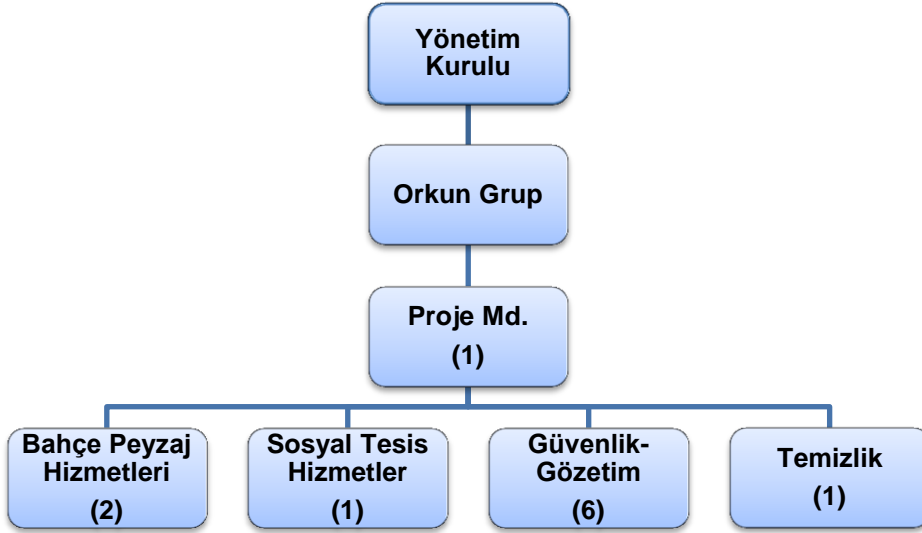 Yönetim
Kurulu
Orkun Grup
Proje Md.
(1)
Bahçe Peyzaj
Hizmetleri
(2)
Sosyal Tesis
Hizmetler
(1)
Güvenlik-
Gözetim
(6)
Temizlik
(1)